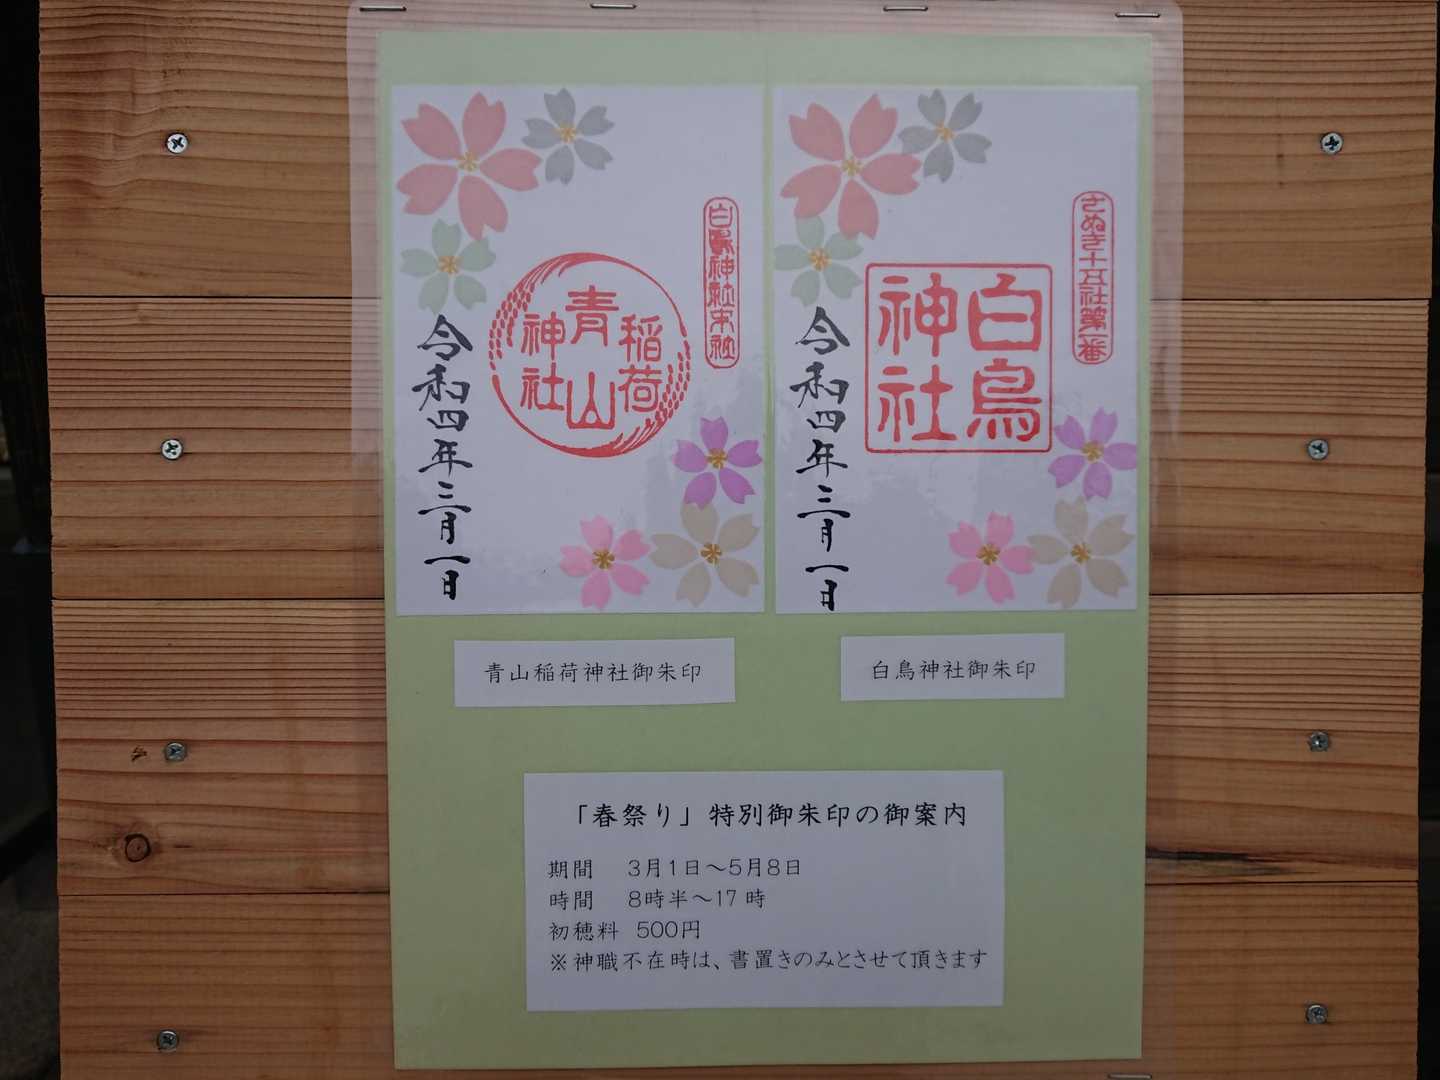 白鳥神社末社
青山
稲荷
神社
令和四年三月一日
さぬき十五社第一番
白鳥
神社
令和四年三月一日
青山稲荷神社御朱印
白鳥神社御朱印
「春祭り」特別御朱印の御案内
期間 3月1日~5月8日
時間 8時半~17時
初穂料 500円
※神職不在時は、書置きのみとさせて頂きます